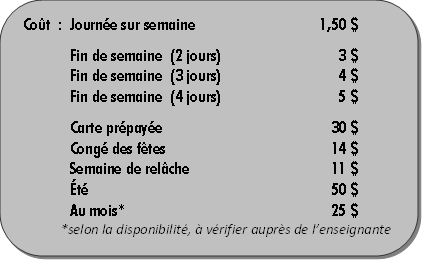 Coût : Journée sur semaine 1,50 $
Fin de semaine (2 jours) 3 $
Fin de semaine (3 jours) 4 $
Fin de semaine (4 jours) 5 $
Carte prépayée 30 $
Congé des fêtes 14 $
Semaine de relâche 11 $
Été 50 $
Au mois* 25 $
*selon la disponibilité, à vérifier auprès de l'enseignante